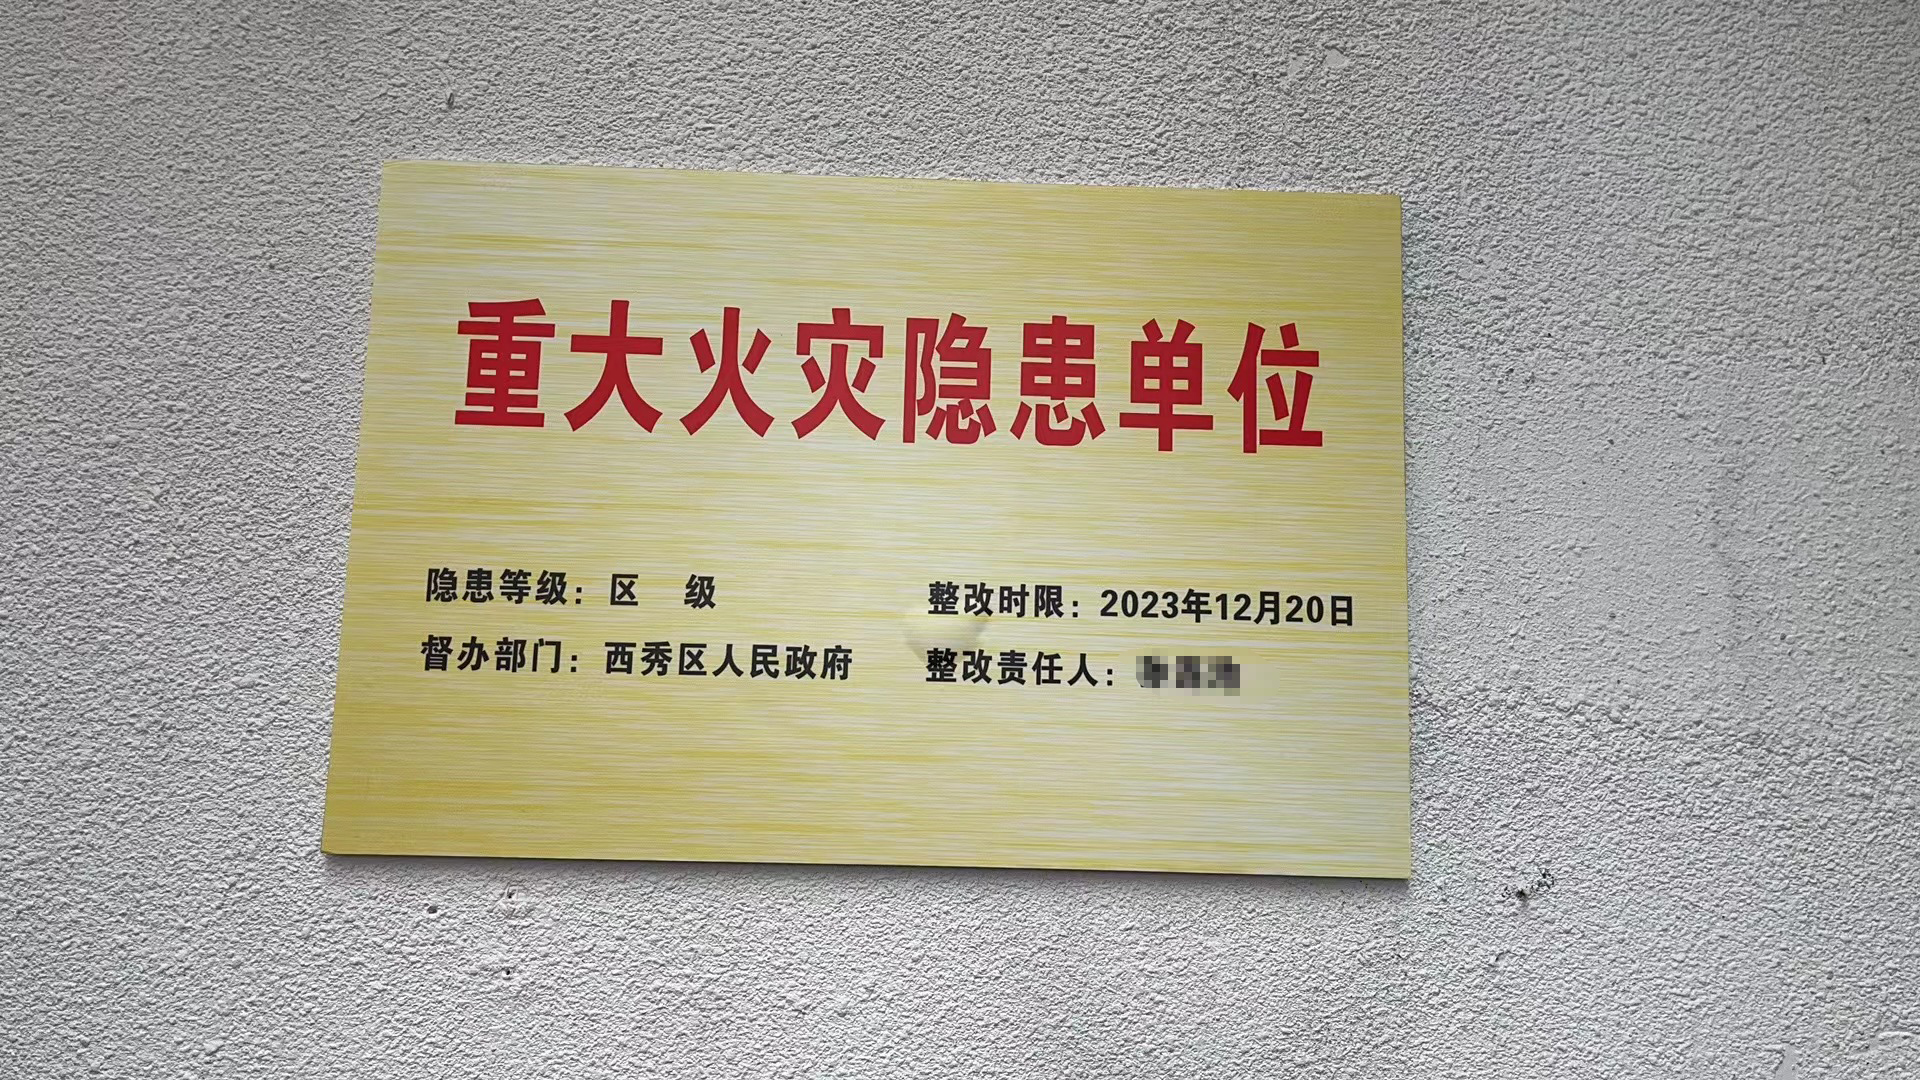 重大火灾隐患单位
隐患等级：区 级 整改时限：2023年12月20日
督办部门：西秀区人民政府 整改责任人：